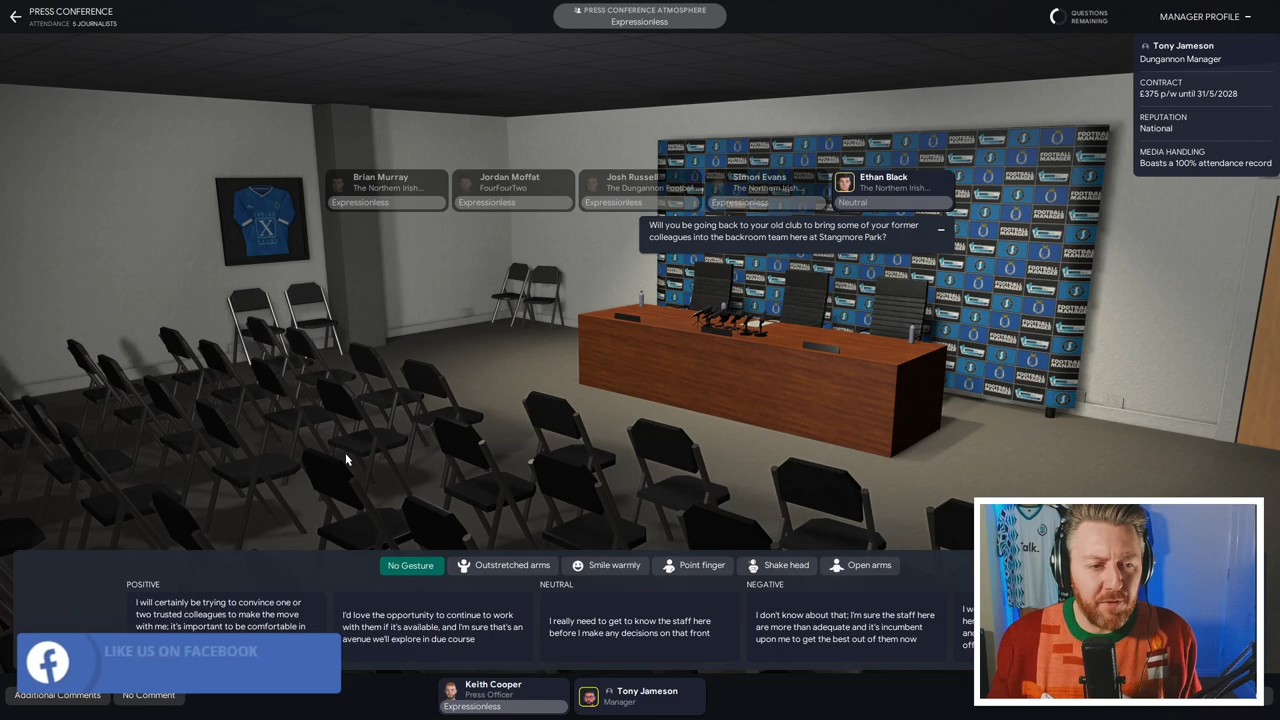 PRESS CONFERENCE
ATTENDANCE 5 JOURNALISTS
PRESS CONFERENCE ATMOSPHERE
Expressionless
QUESTIONS
REMAINING
MANAGER PROFILE
Tony Jameson
Dungannon Manager
CONTRACT
£375 p/w until 31/5/2028
REPUTATION
National
MEDIA HANDLING
Boasts a 100% attendance record
Brian Murray
The Northern Irish...
Expressionless
Jordan Moffat
FourFourTwo
Expressionless
Josh Russell
The Dungannon Footbal...
Expressionless
Simon Evans
The Northern Irish...
Expressionless
Ethan Black
The Northern Irish...
Neutral
Will you be going back to your old club to bring some of your former
colleagues into the backroom team here at Stangmore Park?
FOOTBALL
MANAGER
Talk.
No Gesture
Outstretched arms
Smile warmly
Point finger
Shake head
Open arms
POSITIVE
NEUTRAL
NEGATIVE
I will certainly be trying to convince one or
two trusted colleagues to make the move
with me; it's important to be comfortable in
I'd love the opportunity to continue to work
with them if it's available, and I'm sure that's an
avenue we'll explore in due course
I really need to get to know the staff here
before I make any decisions on that front
I don't know about that; I'm sure the staff here
are more than adequate and it's incumbent
upon me to get the best out of them now
LIKE US ON FACEBOOK
Additional Comments
No Comment
Keith Cooper
Press Officer
Expressionless
Tony Jameson
Manager